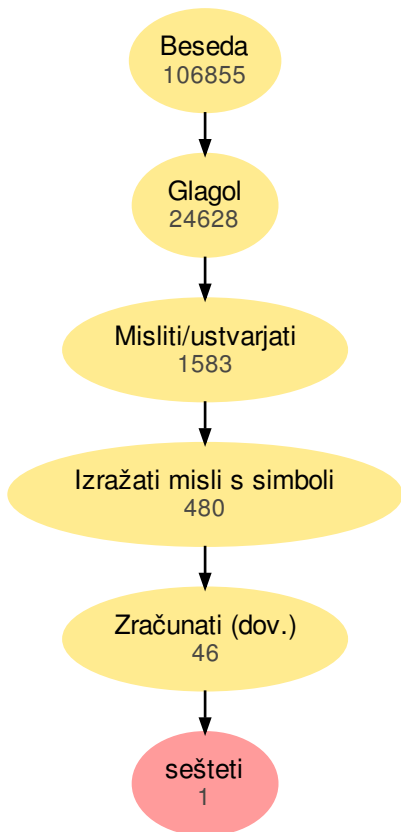 Beseda
106855
Glagol
24628
Misliti/ustvarjati
1583
Izražati misli s simboli
480
Zračunati (dov.)
46
sešteti
1